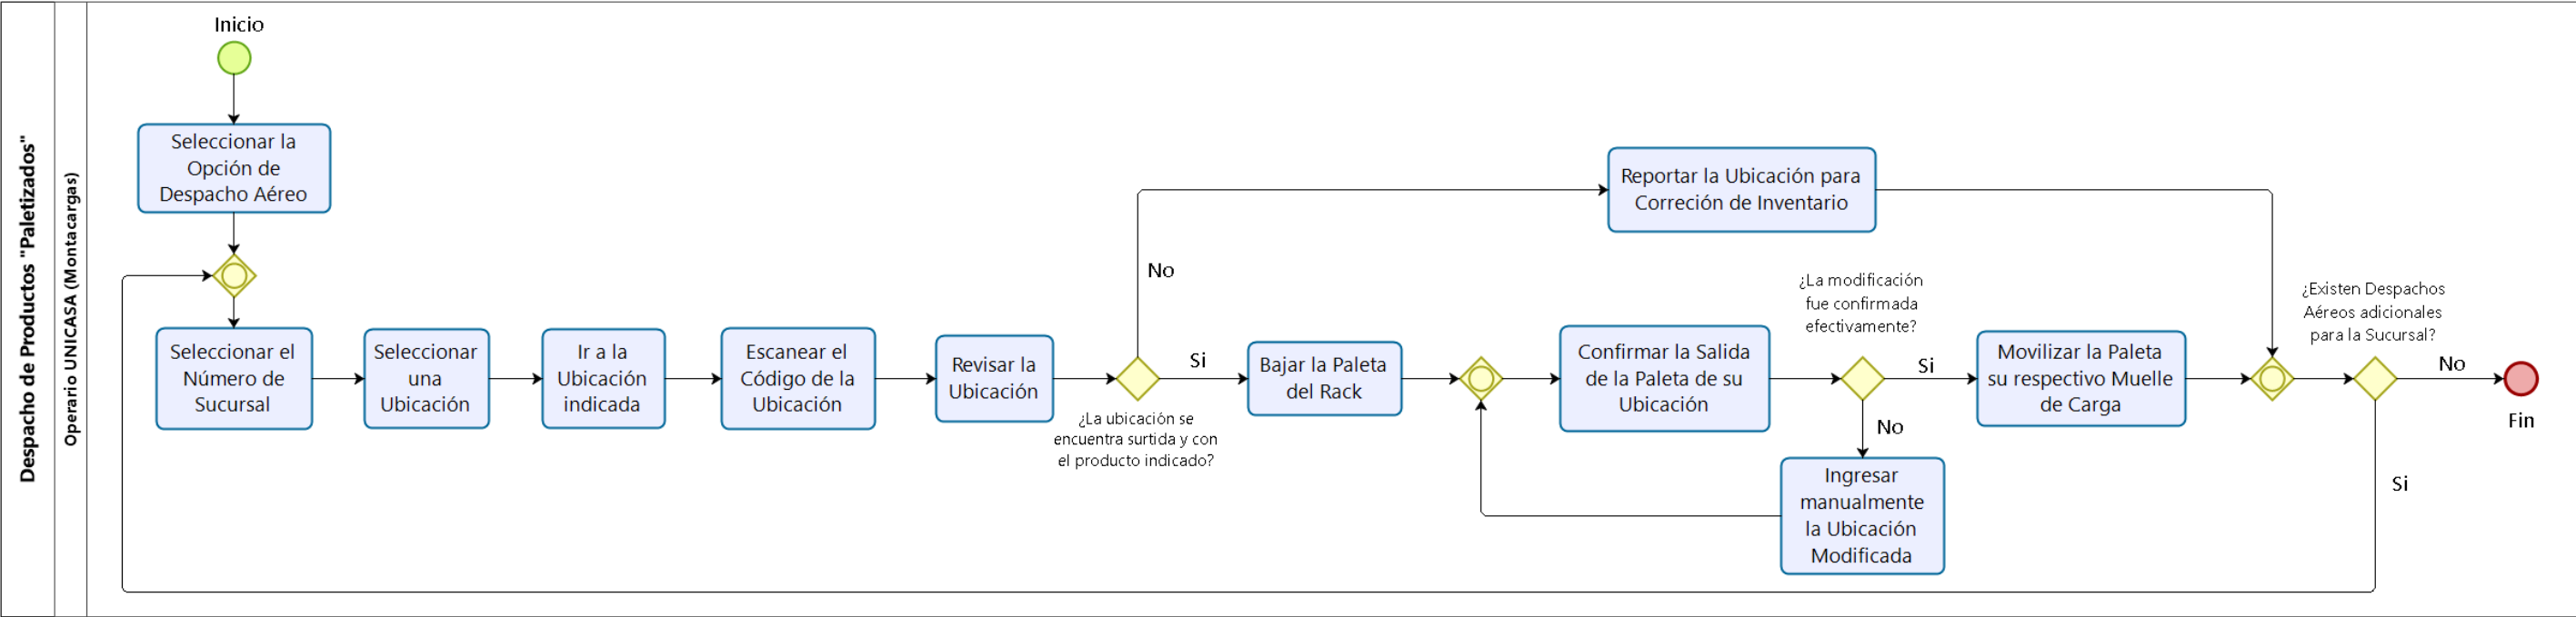 Despacho de Productos "Paletizados"
Operario UNICASA (Montacargas)
Inicio
Seleccionar la
Opción de
Despacho Aéreo
Seleccionar el
Número de
Sucursal
Seleccionar
una
Ubicación
Ir a la
Ubicación
indicada
Escanear el
Código de la
Ubicación
Revisar la
Ubicación
¿La ubicación se
encuentra surtida y con
el producto indicado?
No
Si
Reportar la Ubicación para
Correción de Inventario
Bajar la Paleta
del Rack
Confirmar la Salida
de la Paleta de su
Ubicación
¿La modificación
fue confirmada
efectivamente?
Si
No
Ingresar
manualmente
la Ubicación
Modificada
Movilizar la Paleta
su respectivo Muelle
de Carga
¿Existen Despachos
Aéreos adicionales
para la Sucursal?
No
Si
Fin